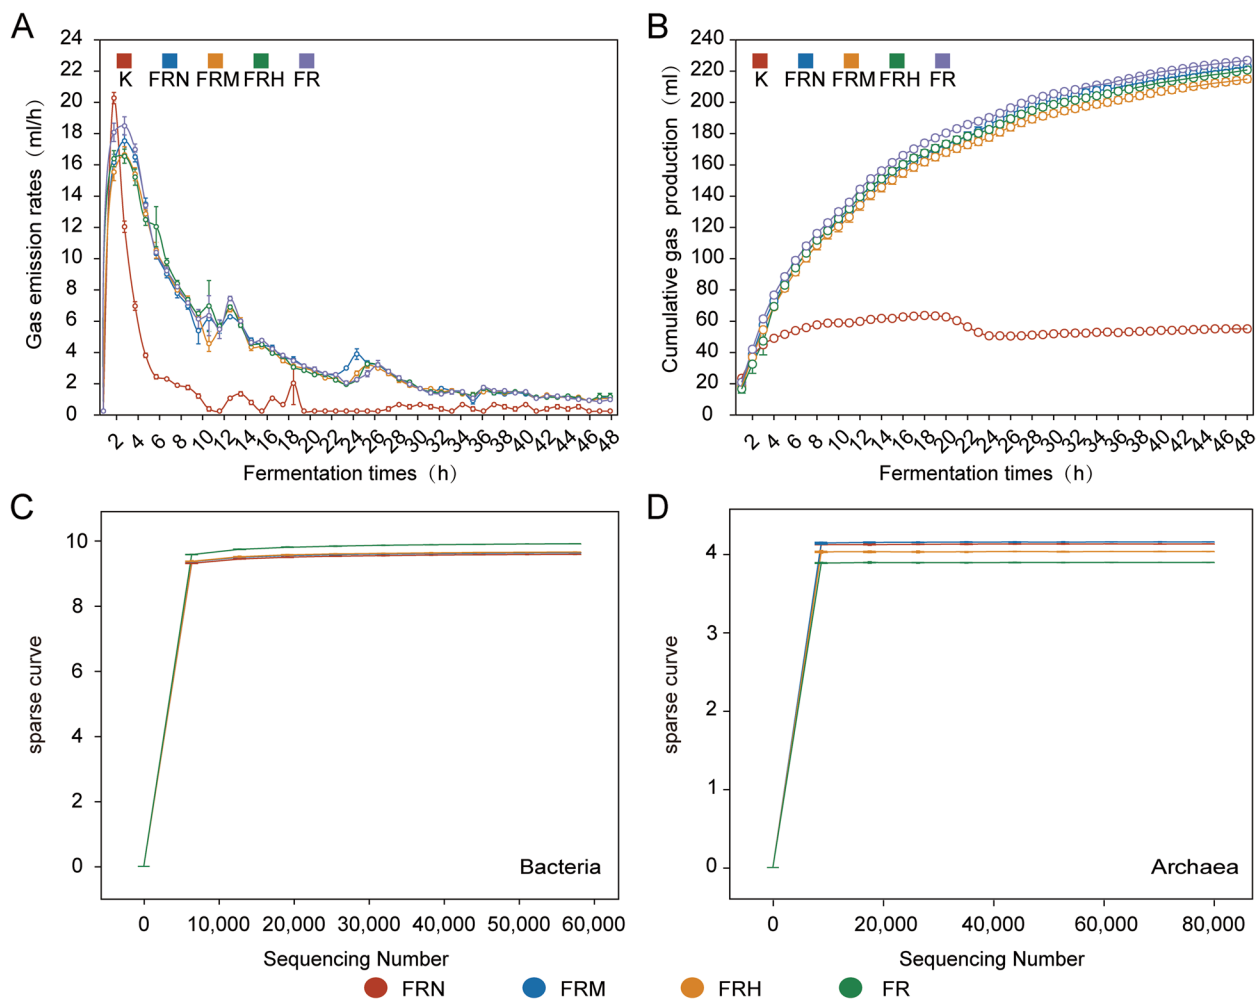 A
Gas emission rates（ml/h）
24
22
20
18
16
14
12
10
8
6
4
2
0
K FRN FRM FRH FR
2 4 6 8 10 12 14 16 18 20 22 24 26 28 30 32 34 36 38 40 42 44 46 48
Fermentation times（h）
B
Cumulative gas production（ml）
240
220
200
180
160
140
120
100
80
60
40
20
0
K FRN FRM FRH FR
2 4 6 8 10 12 14 16 18 20 22 24 26 28 30 32 34 36 38 40 42 44 46 48
Fermentation times（h）
C
sparse curve
10
8
6
4
2
0
Bacteria
0 10,000 20,000 30,000 40,000 50,000 60,000
Sequencing Number
D
sparse curve
4
3
2
1
0
Archaea
0 20,000 40,000 60,000 80,000
Sequencing Number
FRN FRM FRH FR